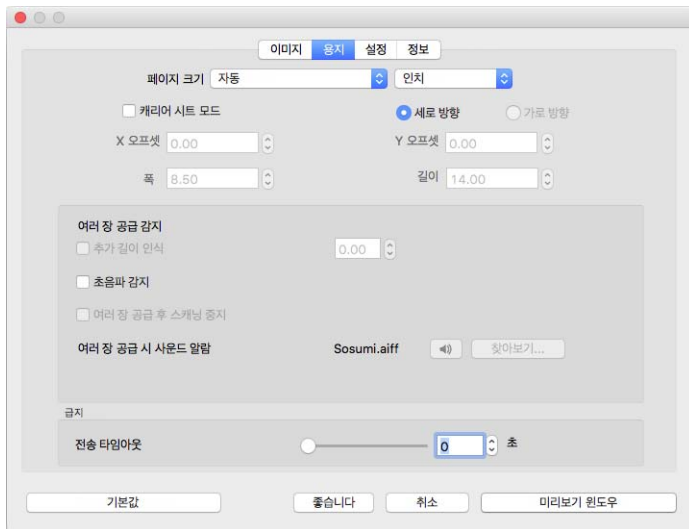 이미지 용지 설정 정보
페이지 크기 자동 인치
캐리어 시트 모드 세로 방향 가로 방향
X 오프셋 0.00 Y 오프셋 0.00
폭 8.50 길이 14.00
여러 장 공급 감지
추가 길이 인식 0.00
초음파 감지
여러 장 공급 후 스캐닝 중지
여러 장 공급 시 사운드 알람 Sosumi.aiff 찾아보기...
급지
전송 타임아웃 0 초
기본값 좋습니다 취소 미리보기 윈도우